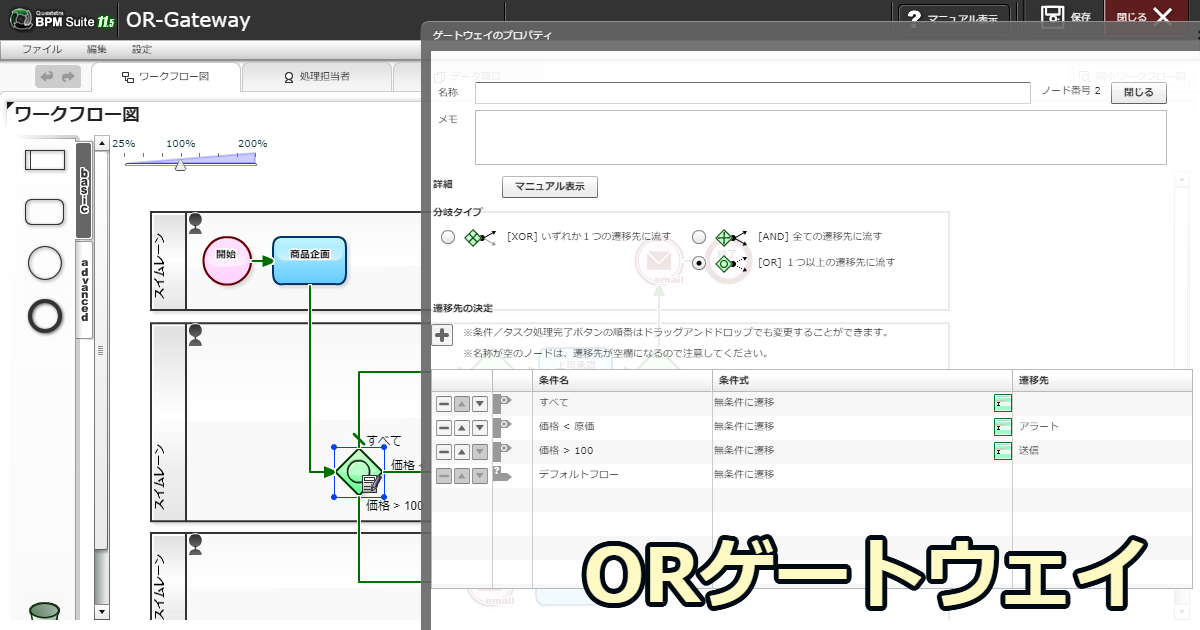 Questetra
BPM Suite 11.5
OR-Gateway
マニュアル表示
保存
閉じる
ファイル 編集 設定
ワークフロー図
処理担当者
ワークフロー図
basic
advanced
25% 100% 200%
スイムレーン
開始
商品企画
スイムレーン
すべて
価格 <
価格 > 100
スイムレーン
ゲートウェイのプロパティ
データ項目
名称
ノード番号 2
閉じる
メモ
詳細
マニュアル表示
分岐タイプ
[XOR] いずれか１つの遷移先に流す
[AND] 全ての遷移先に流す
[OR] １つ以上の遷移先に流す
email
遷移先の決定
※条件／タスク処理完了ボタンの順番はドラッグアンドドロップでも変更することができます。
※名称が空のノードは、遷移先が空欄になるので注意してください。
上司承認
条件名 条件式 遷移先
すべて 無条件に遷移
価格 < 原価 無条件に遷移 アラート
価格 > 100 無条件に遷移 送信
デフォルトフロー 無条件に遷移
email
ORゲートウェイ